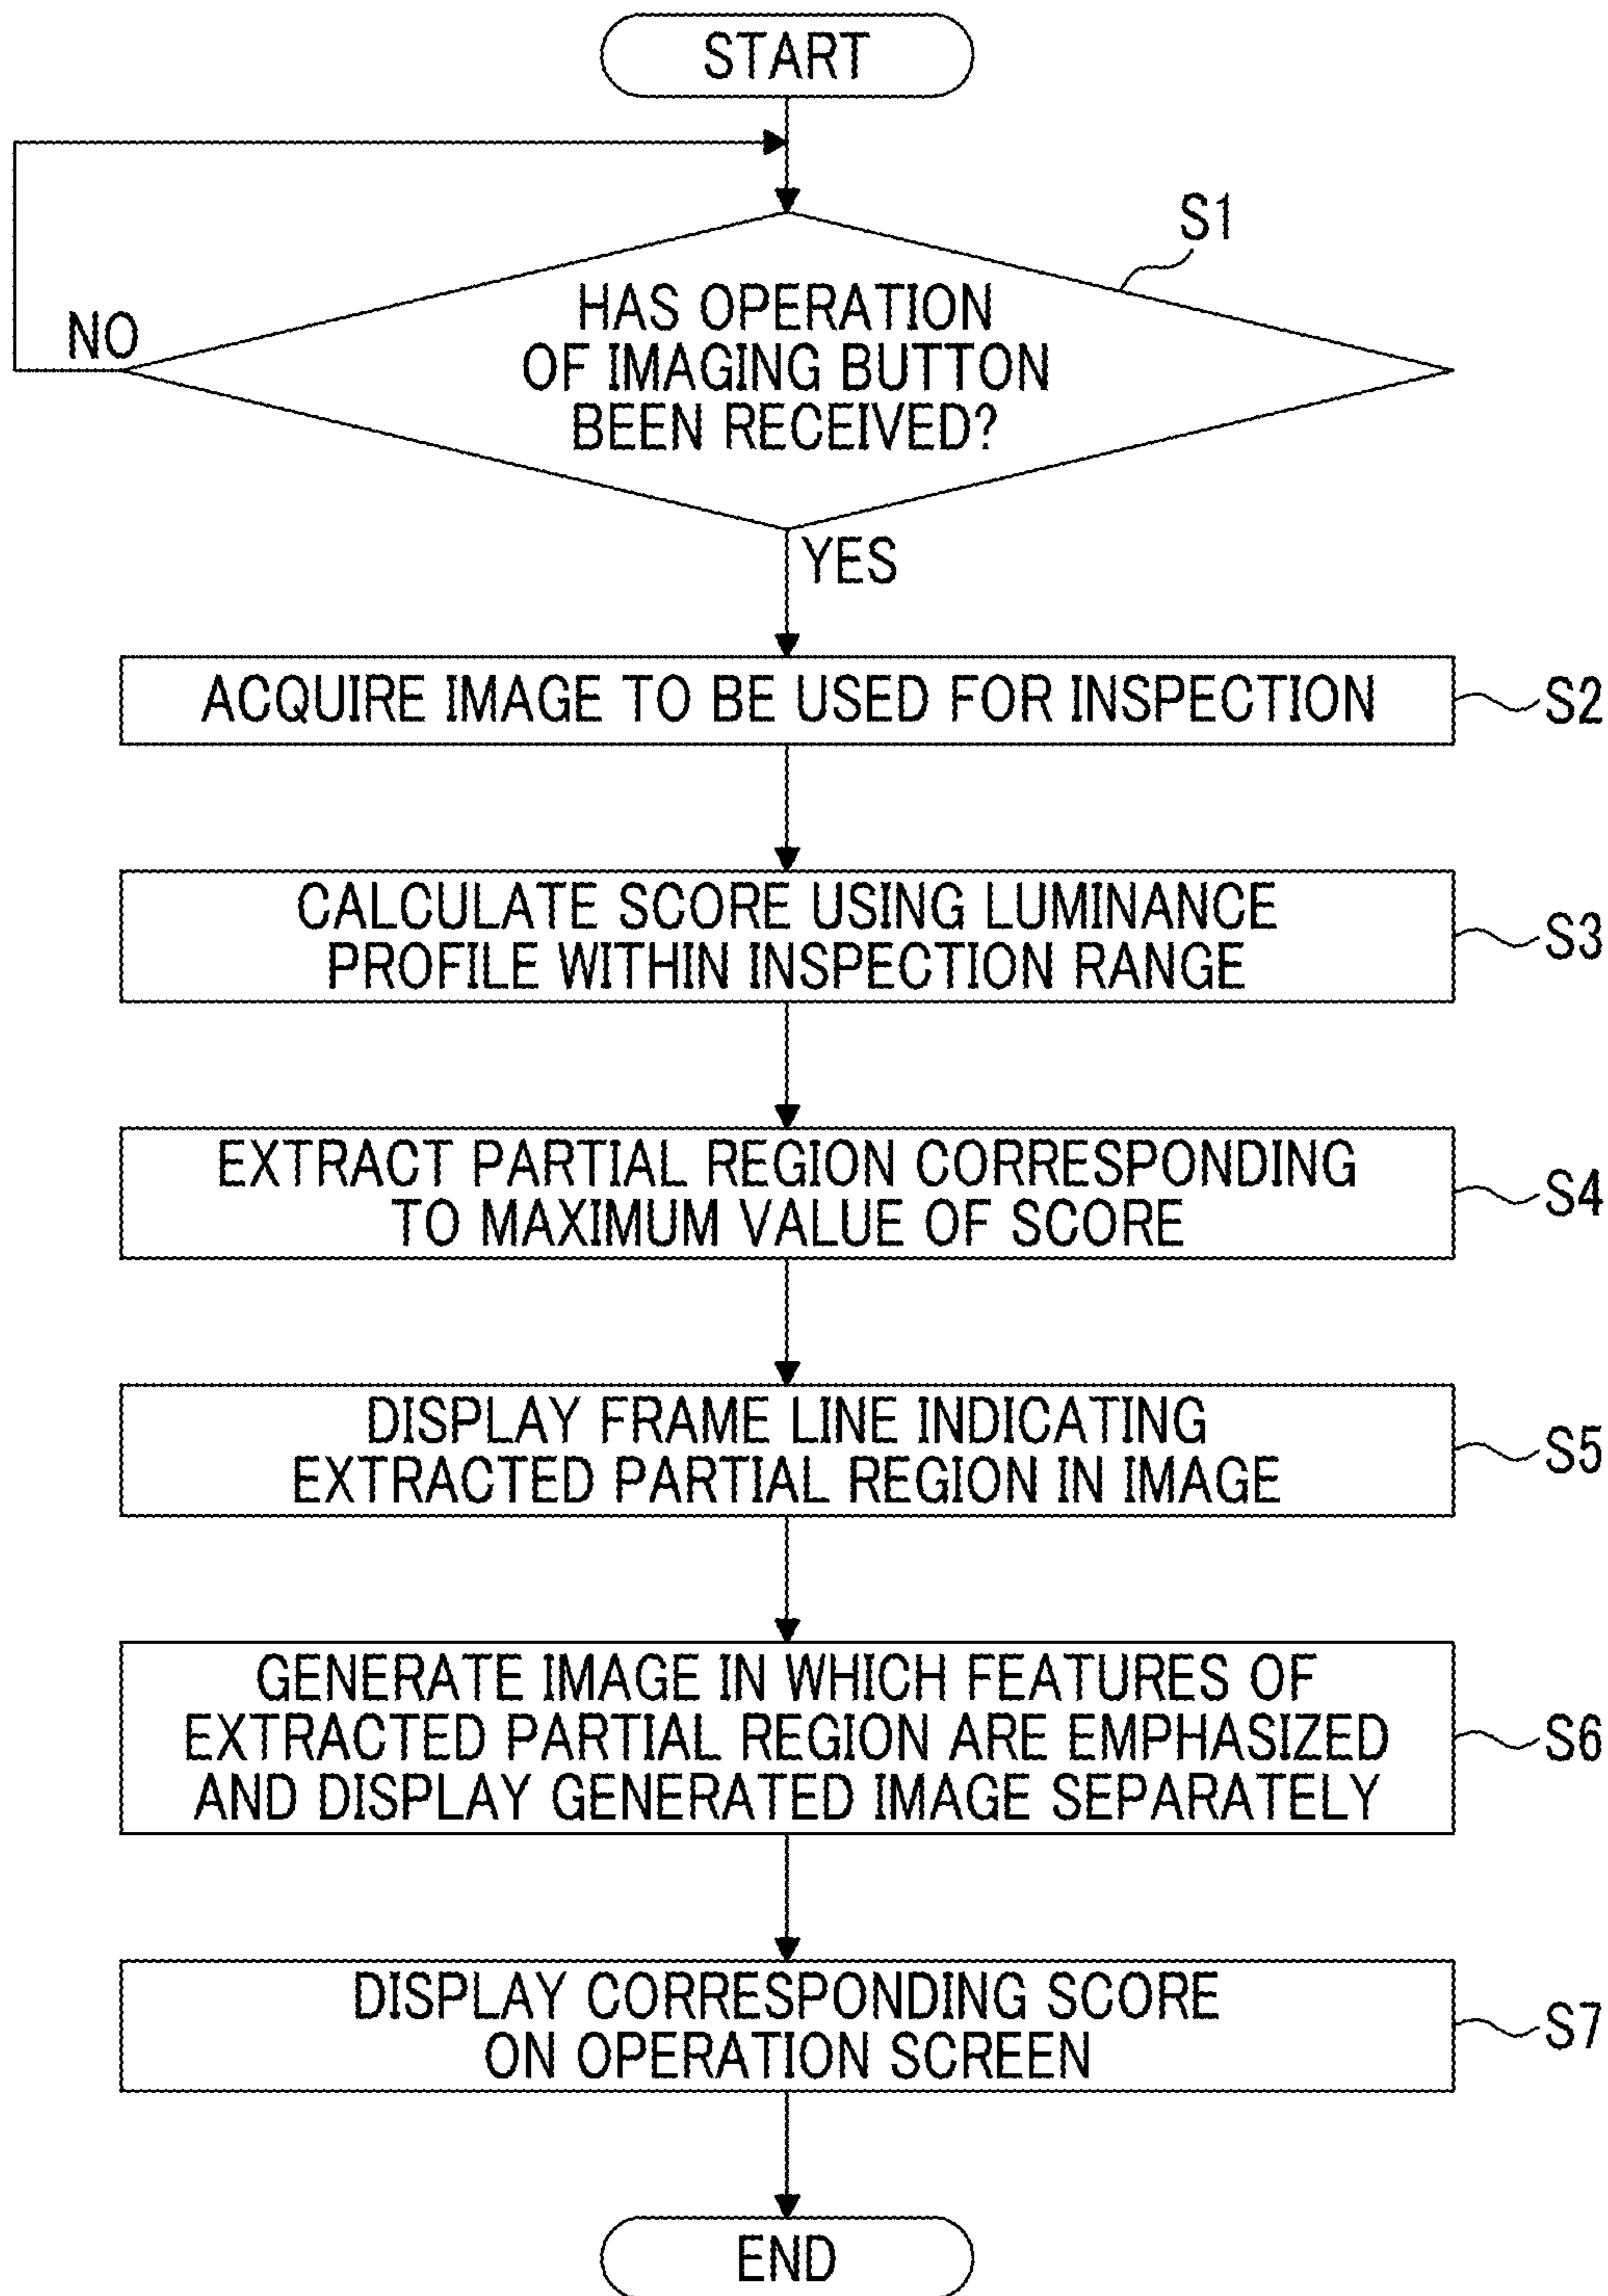 START
S1
HAS OPERATION
OF IMAGING BUTTON
BEEN RECEIVED?
NO
YES
ACQUIRE IMAGE TO BE USED FOR INSPECTION
S2
CALCULATE SCORE USING LUMINANCE
PROFILE WITHIN INSPECTION RANGE
S3
EXTRACT PARTIAL REGION CORRESPONDING
TO MAXIMUM VALUE OF SCORE
S4
DISPLAY FRAME LINE INDICATING
EXTRACTED PARTIAL REGION IN IMAGE
S5
GENERATE IMAGE IN WHICH FEATURES OF
EXTRACTED PARTIAL REGION ARE EMPHASIZED
AND DISPLAY GENERATED IMAGE SEPARATELY
S6
DISPLAY CORRESPONDING SCORE
ON OPERATION SCREEN
S7
END